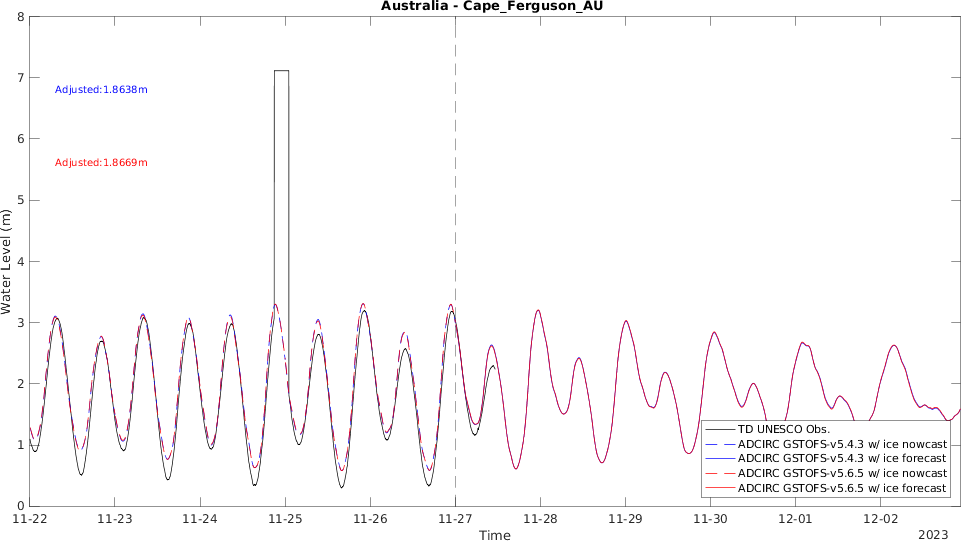 Australia - Cape_Ferguson_AU
8
7
6
5
4
3
2
1
0
Water Level (m)
Adjusted:1.8638m
Adjusted:1.8669m
TD UNESCO Obs.
ADCIRC GSTOFS-v5.4.3 w/ ice nowcast
ADCIRC GSTOFS-v5.4.3 w/ ice forecast
ADCIRC GSTOFS-v5.6.5 w/ ice nowcast
ADCIRC GSTOFS-v5.6.5 w/ ice forecast
11-22 11-23 11-24 11-25 11-26 11-27 11-28 11-29 11-30 12-01 12-02
Time
2023